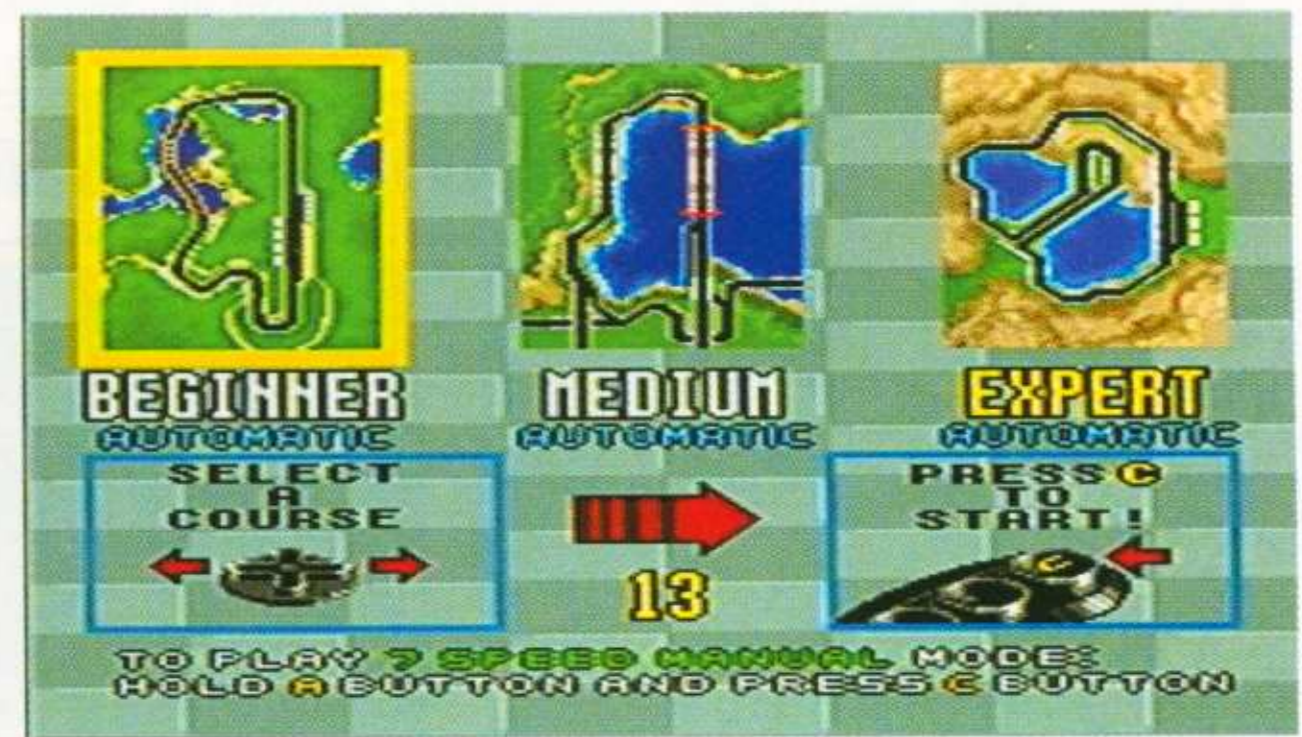 BEGINNER
AUTOMATIC
MEDIUM
AUTOMATIC
EXPERT
AUTOMATIC
SELECT
A
COURSE
13
PRESS C
TO
START!
C
TO PLAY 7 SPEED MANUAL MODE:
HOLD A BUTTON AND PRESS C BUTTON